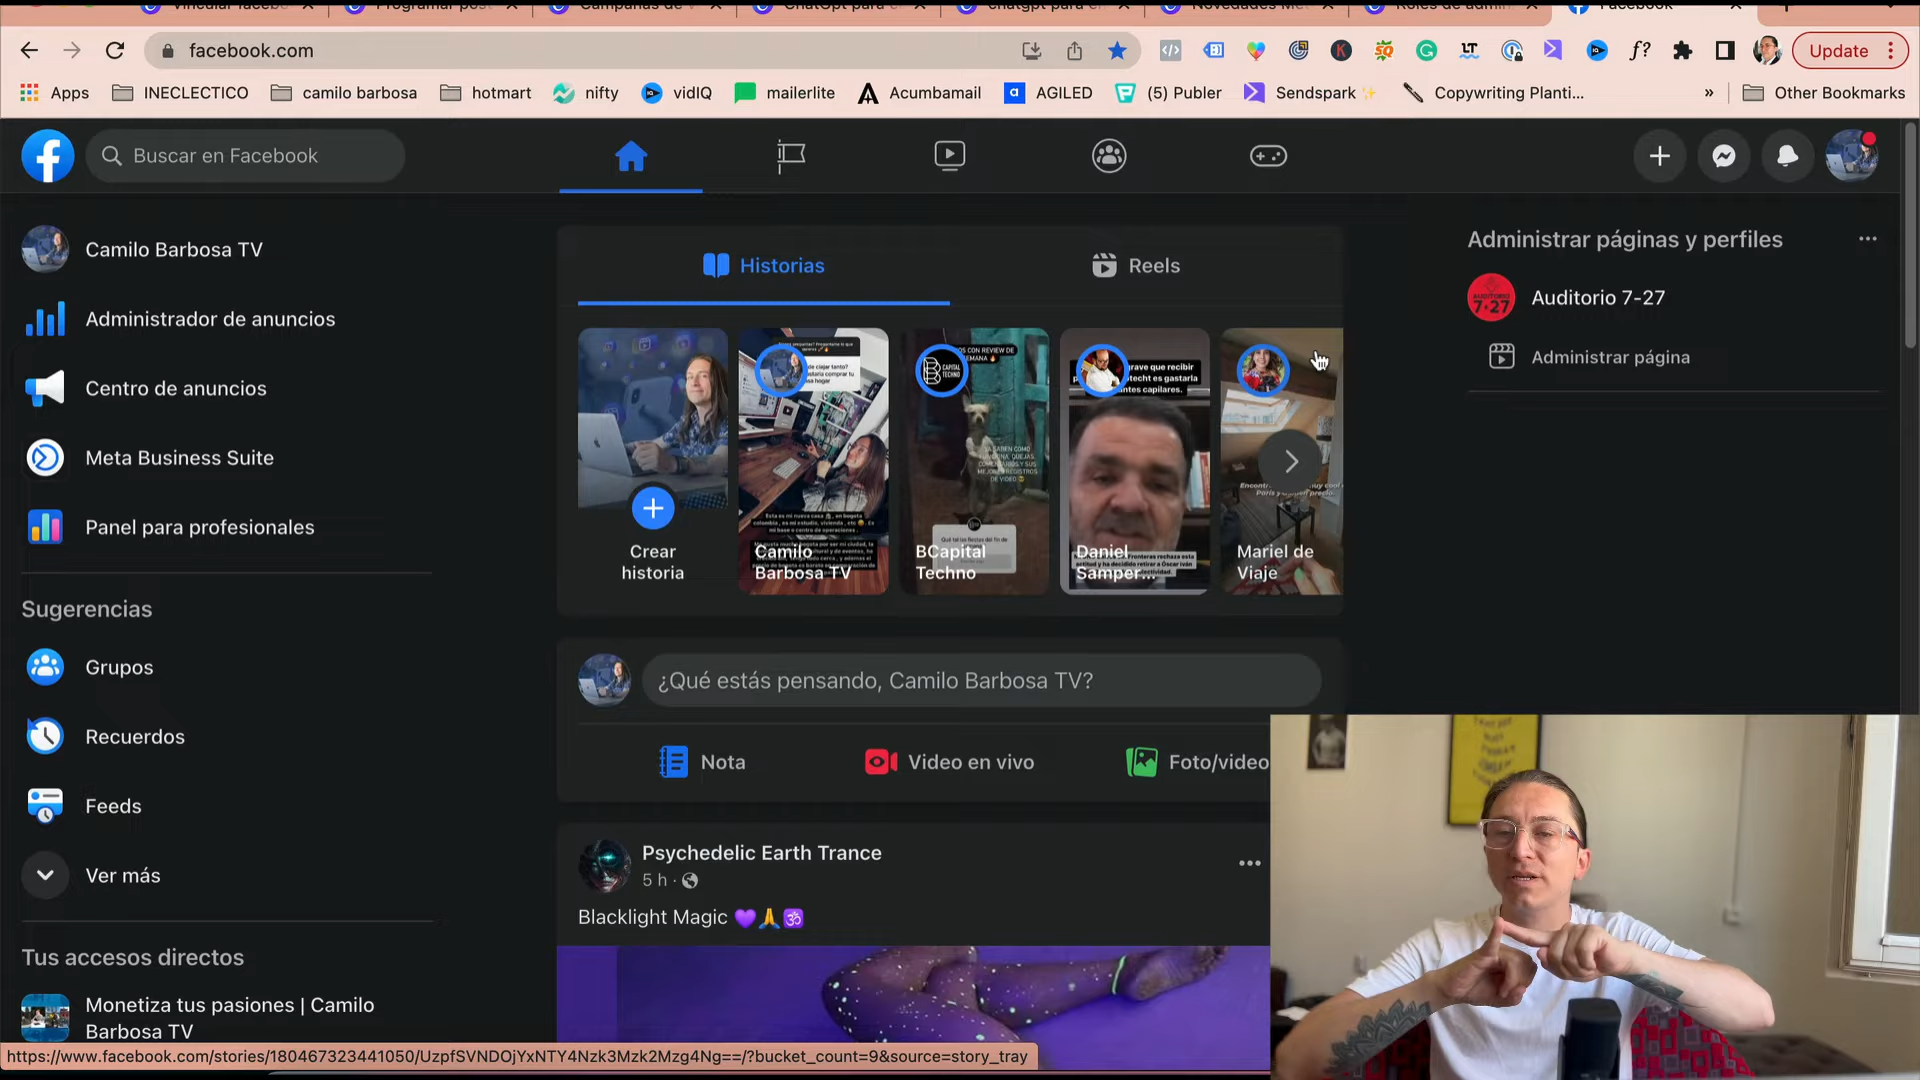 facebook.com
Update
Apps
INECLECTICO
camilo barbosa
hotmart
nifty
vidIQ
mailerlite
Acumbamail
AGILED
(5) Publer
Sendspark✨
Copywriting Planti...
»
Other Bookmarks
Buscar en Facebook
Camilo Barbosa TV
Administrador de anuncios
Centro de anuncios
Meta Business Suite
Panel para profesionales
Sugerencias
Grupos
Recuerdos
Feeds
Ver más
Tus accesos directos
Monetiza tus pasiones | Camilo
Barbosa TV
Historias
Reels
Crear
historia
Camilo
Barbosa TV
BCapital
Techno
Daniel
Samper...
Mariel de
Viaje
¿Qué estás pensando, Camilo Barbosa TV?
Nota
Video en vivo
Foto/video
Psychedelic Earth Trance
5 h ·
Blacklight Magic 💜🙏🕉
Administrar páginas y perfiles
Auditorio 7-27
Administrar página
https://www.facebook.com/stories/180467323441050/UzpfSVNDOjYxNTY4Nzk3Mzk2Mzg4Ng==/?bucket_count=9&source=story_tray